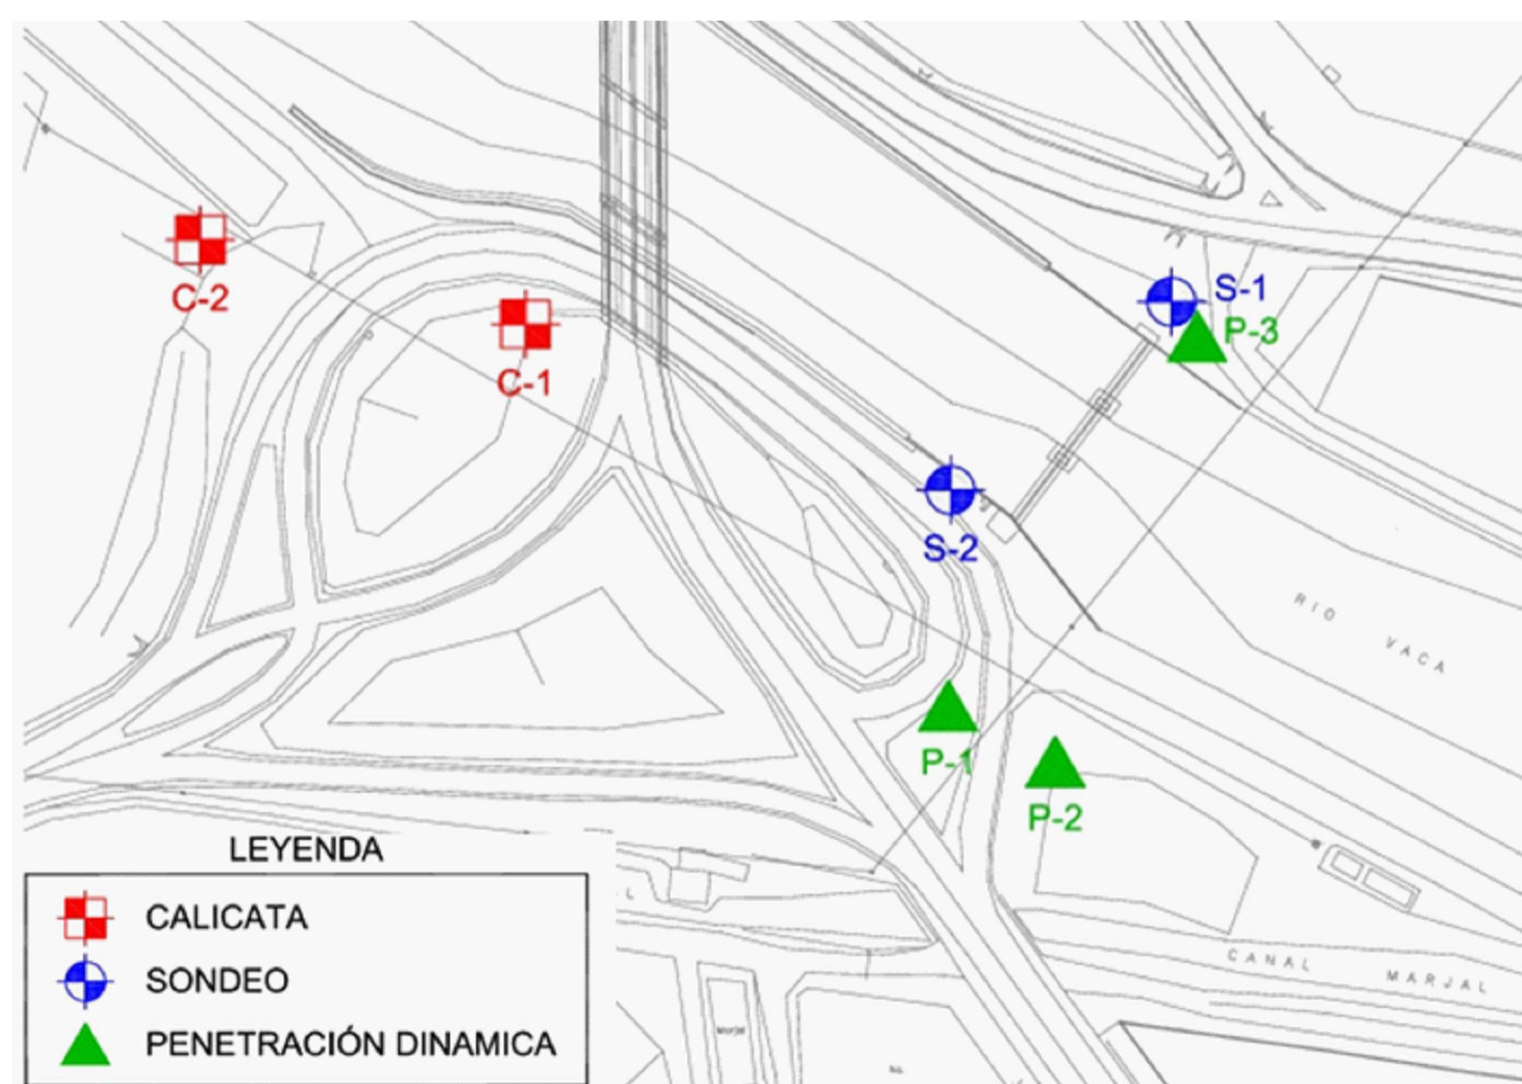 C-2
C-1
S-1
P-3
S-2
RIO VACA
P-1
P-2
CANAL MARJAL
LEYENDA
CALICATA
SONDEO
PENETRACIÓN DINAMICA